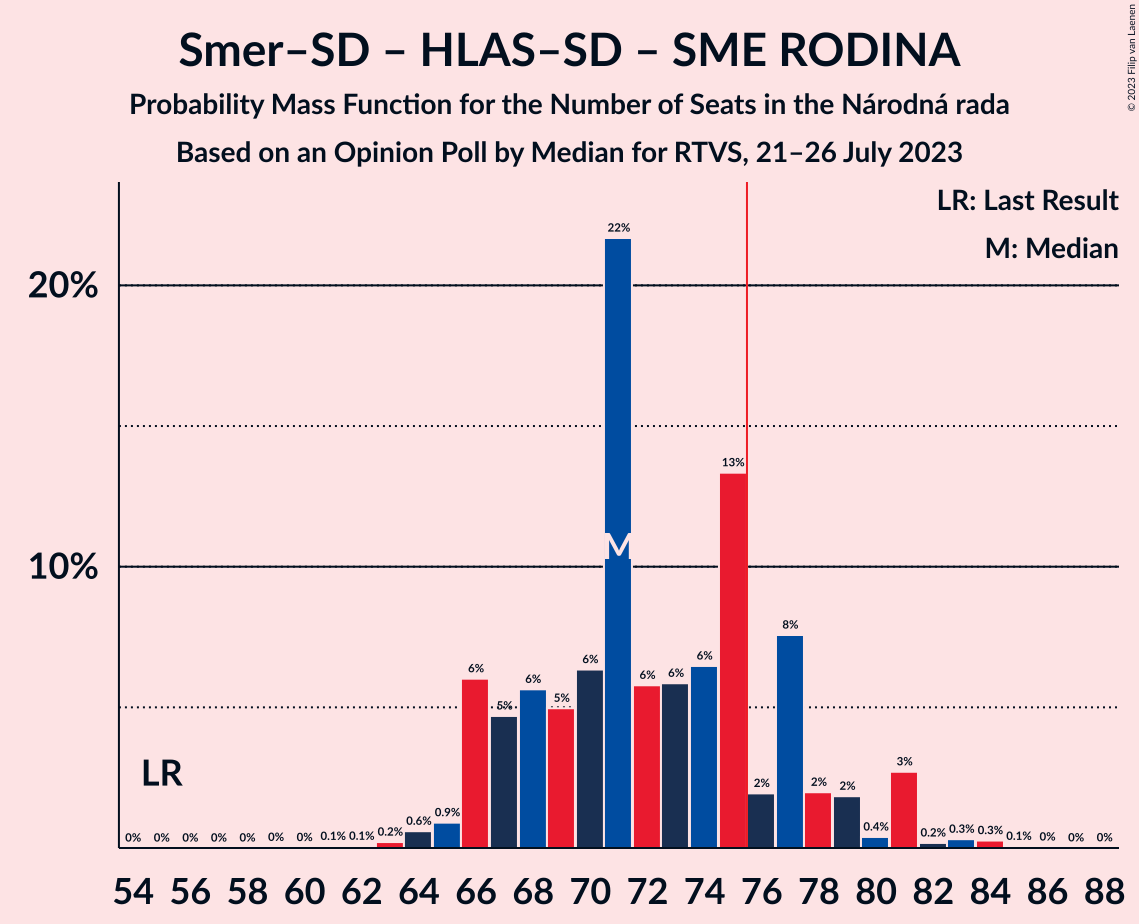 Smer–SD – HLAS–SD – SME RODINA
Probability Mass Function for the Number of Seats in the Národná rada
Based on an Opinion Poll by Median for RTVS, 21–26 July 2023
© 2023 Filip van Laenen
LR: Last Result
M: Median
20%
10%
22%
13%
8%
6% 5% 6% 5% 6% 6% 6% 6%
M
LR
0% 0% 0% 0% 0% 0% 0% 0.1% 0.1% 0.2% 0.6% 0.9% 2% 2% 2% 0.4% 3% 0.2% 0.3% 0.3% 0.1% 0% 0% 0%
54 56 58 60 62 64 66 68 70 72 74 76 78 80 82 84 86 88